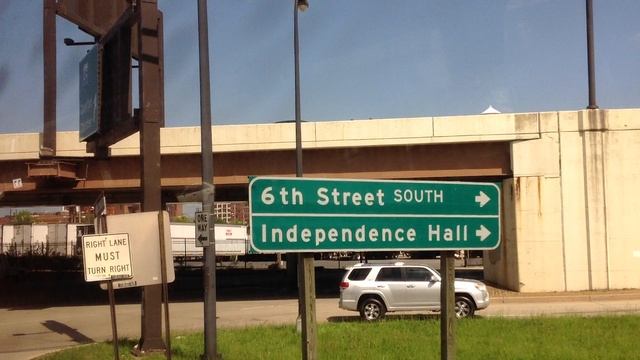 6th Street SOUTH
Independence Hall
ONE
WAY
RIGHT LANE
MUST
TURN RIGHT